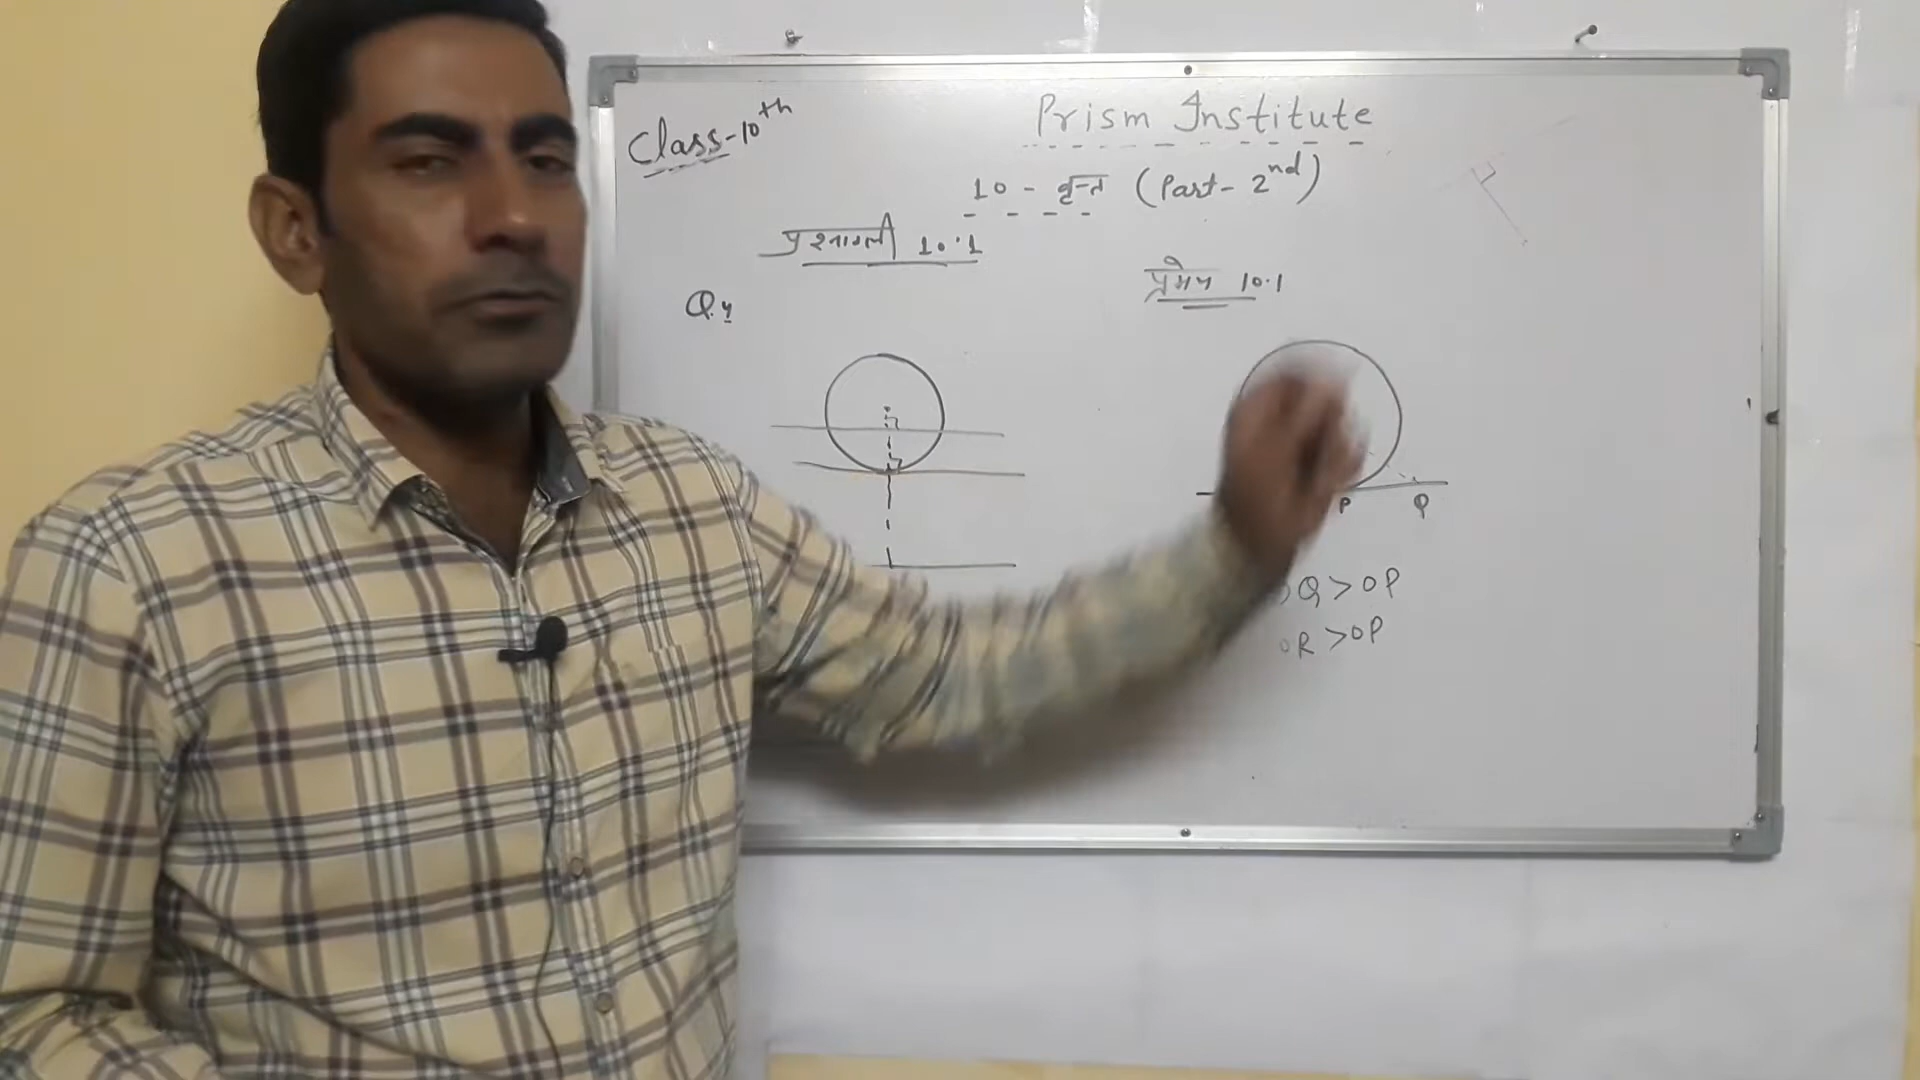 Class-10th
Prism Institute
10 - वृत्त (Part- 2nd)
प्रश्नावली 10.1
प्रमेय 10.1
Q.4
P Q
Q > OP
OR > OP